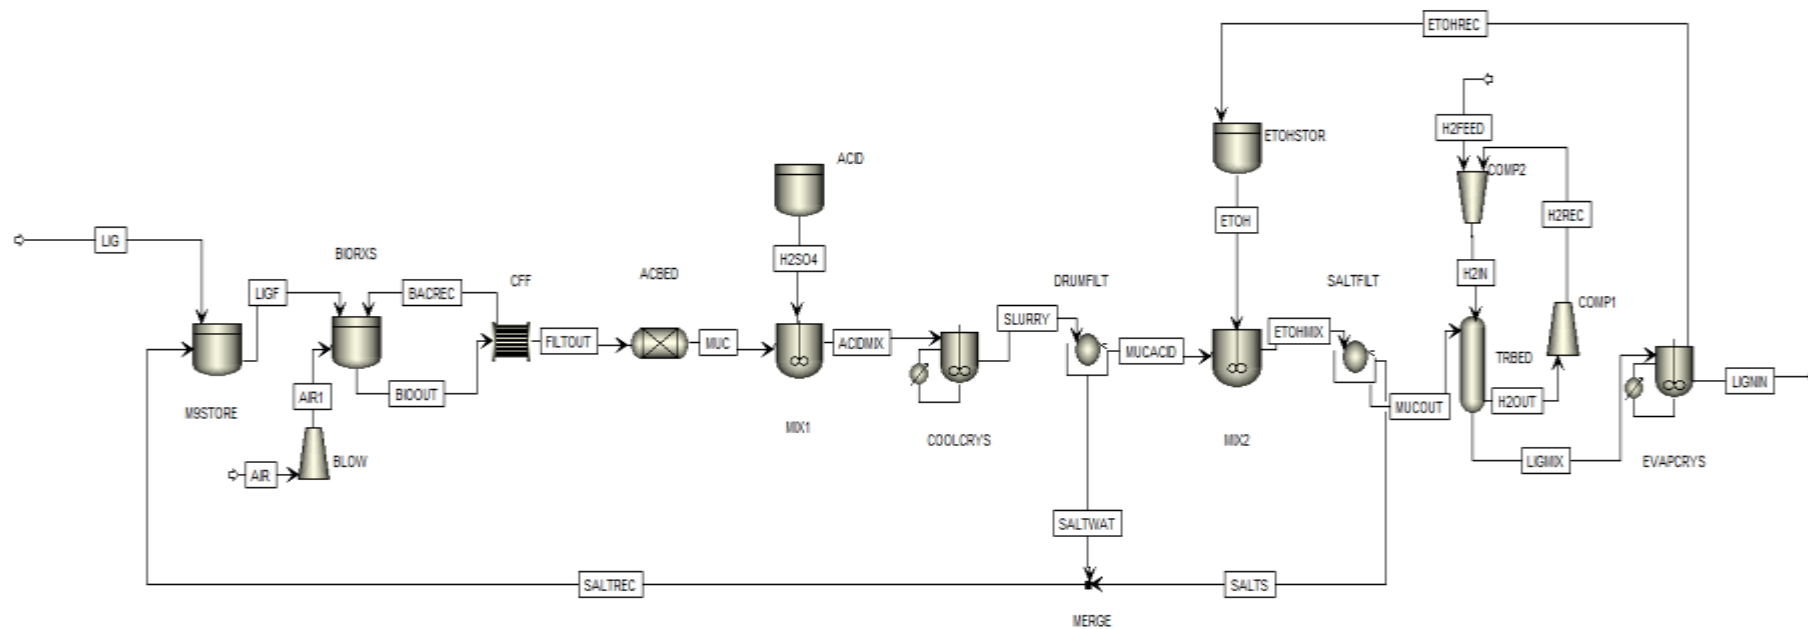 ETOHREC
H2FEED
ETOHSTOR
ACID
COMP2
ETOH
H2REC
LIG
BIORXS
H2SO4
ACBED
CFF
DRUMFILT
SALTFILT
H2IN
LIGF
BACREC
COMP1
SLURRY
ETOHMIX
FILTOUT
MUC
ACIDMIX
MUCACID
TRBED
AIR1
BIOOUT
MUCOUT
H2OUT
LIGNIN
M9STORE
MIX1
COOLCRYS
MIX2
BLOW
AIR
LIGMIX
EVAPCRYS
SALTWAT
SALTREC
SALTS
MERGE